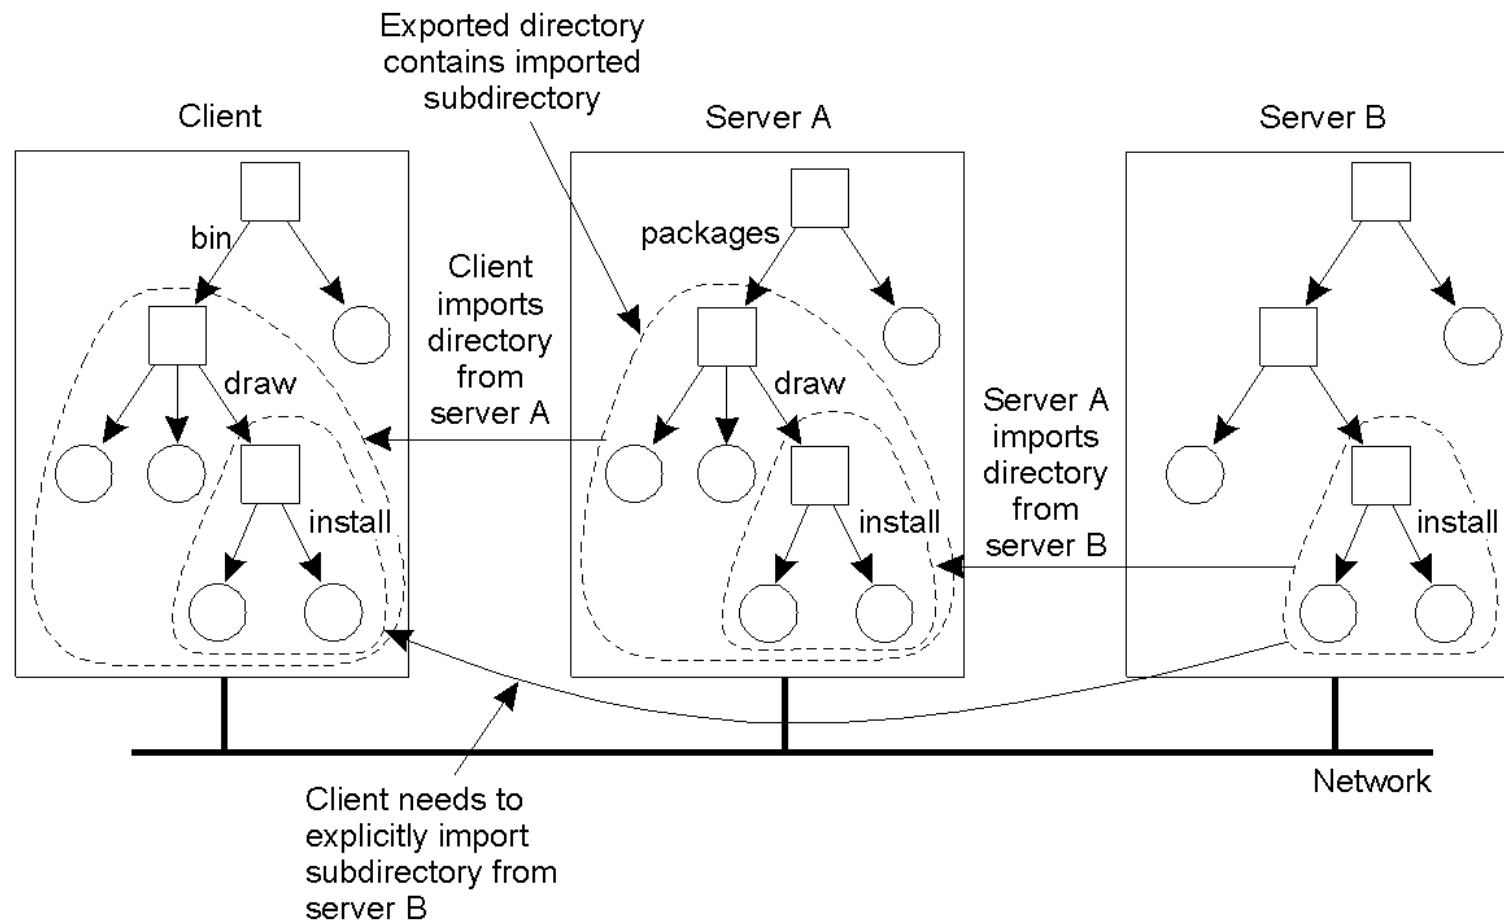 Exported directory
contains imported
subdirectory
Client
Server A
Server B
bin
packages
Client
imports
directory
from
server A
draw
draw
Server A
imports
directory
from
server B
install
install
install
Network
Client needs to
explicitly import
subdirectory from
server B